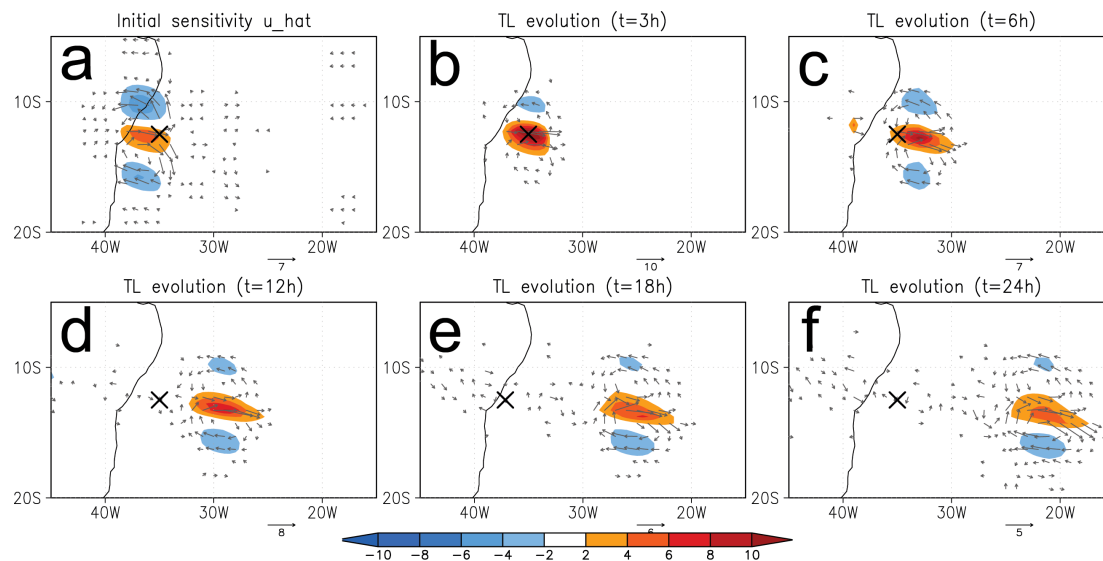 Initial sensitivity u_hat
TL evolution (t=3h)
TL evolution (t=6h)
a
b
c
10S
10S
10S
20S
20S
20S
40W 30W 20W
40W 30W 20W
40W 30W 20W
7
10
7
TL evolution (t=12h)
TL evolution (t=18h)
TL evolution (t=24h)
d
e
f
10S
10S
10S
20S
20S
20S
40W 30W 20W
40W 30W 20W
40W 30W 20W
8
6
5
-10 -8 -6 -4 -2 2 4 6 8 10